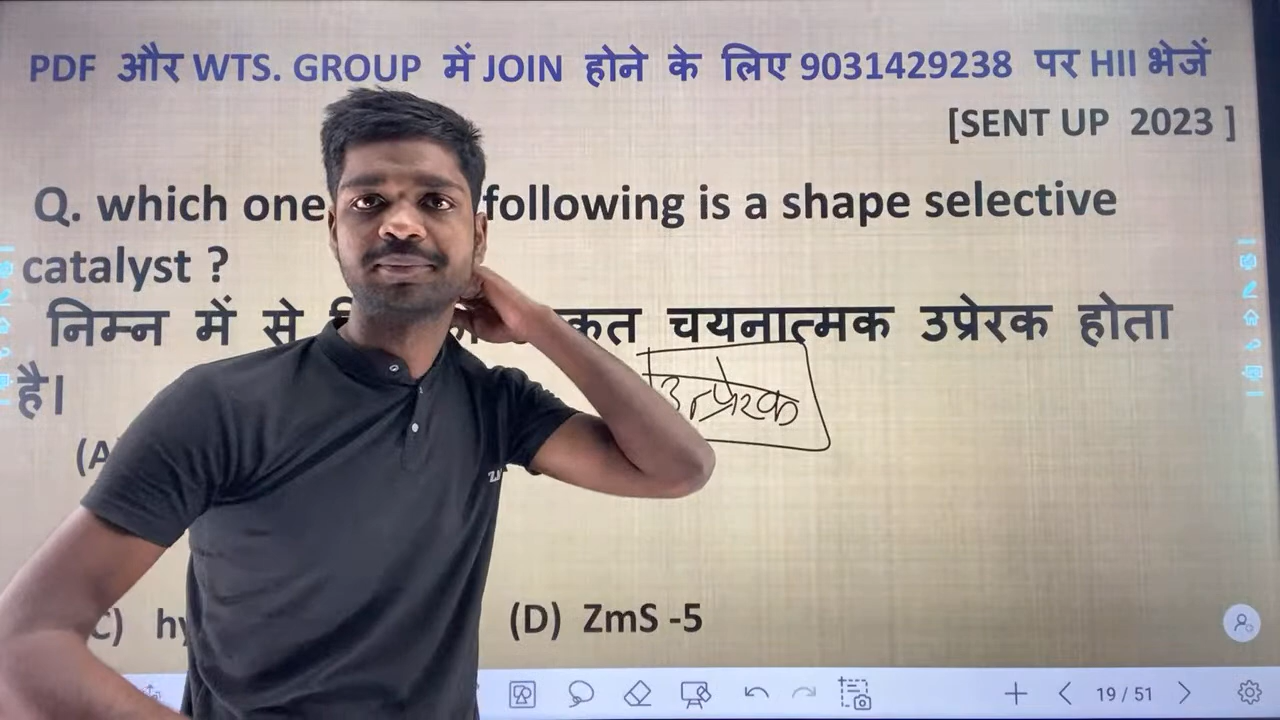 PDF और WTS. GROUP में JOIN होने के लिए 9031429238 पर HII भेजें
[SENT UP 2023 ]
Q. which one following is a shape selective
catalyst ?
निम्न में से चयनात्मक उप्रेरक होता
है।
उत्प्रेरक
(A
C) hy (D) ZmS -5
19 / 51